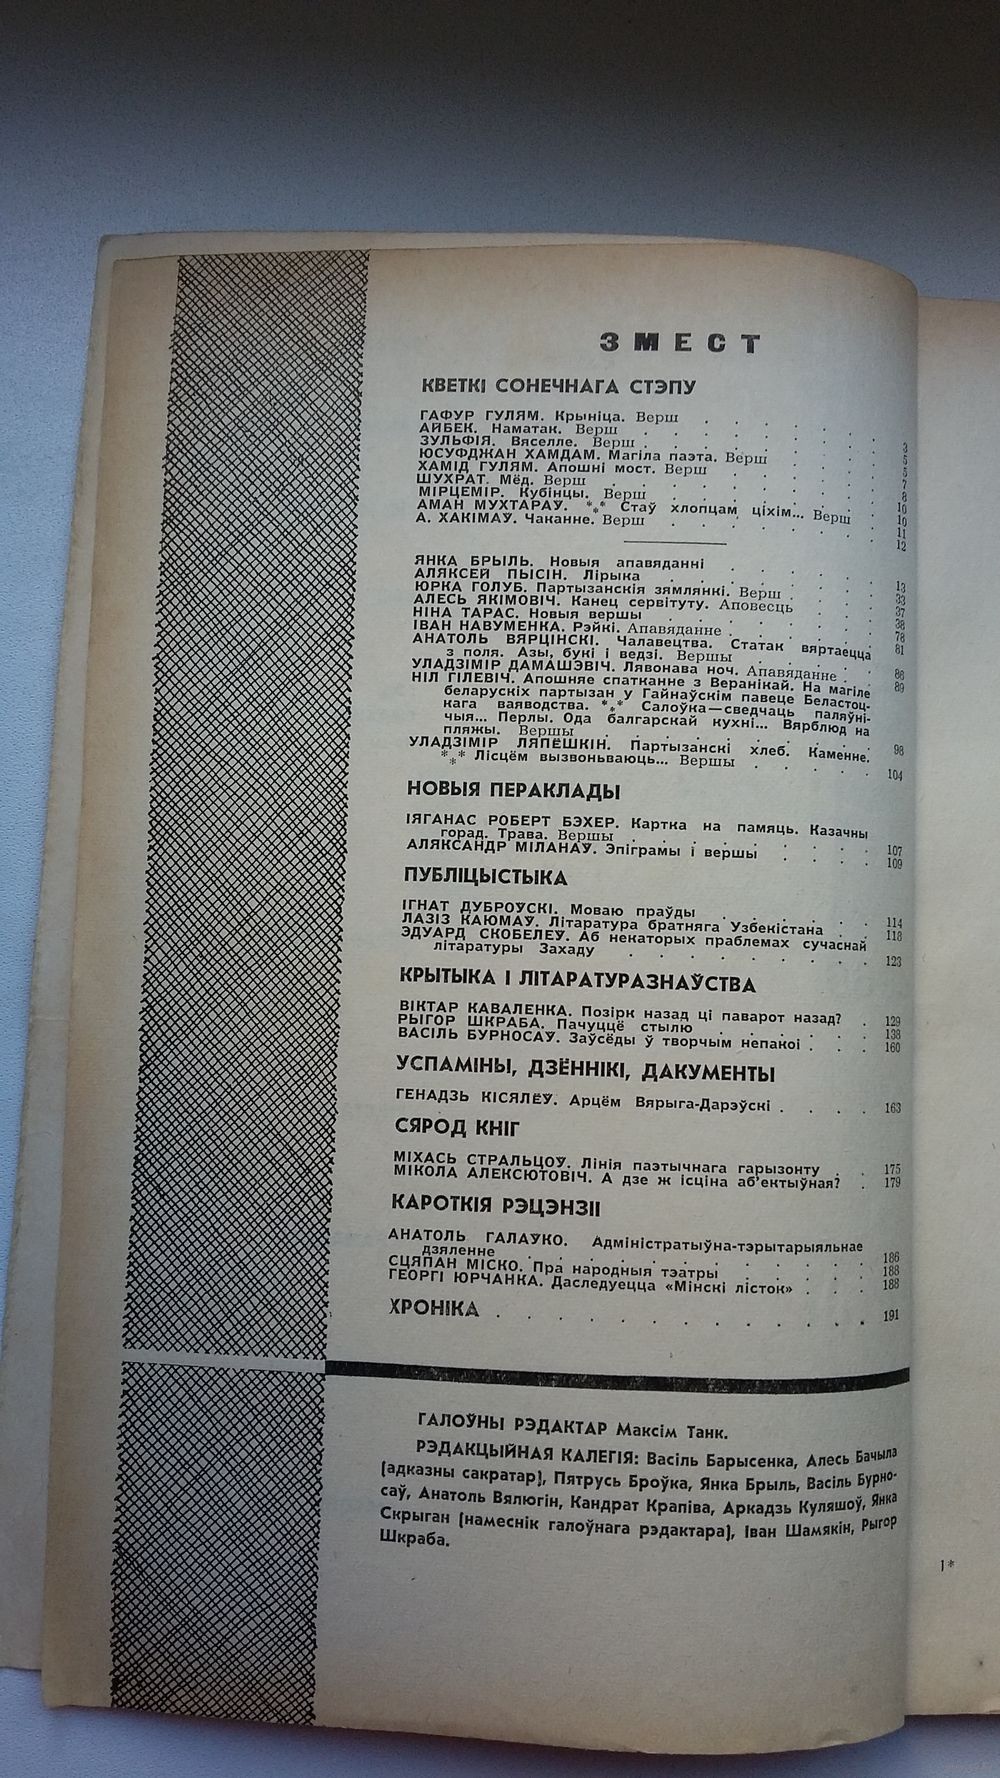 ЗМЕСТ
КВЕТКІ СОНЕЧНАГА СТЭПУ
ГАФУР ГУЛЯМ. Крыніца. Верш . . . . . . . 3
АЙБЕК. Наматак. Верш . . . . . . . 5
ЗУЛЬФІЯ. Вяселле. Верш . . . . . . . 5
ЮСУФДЖАН ХАМДАМ. Магіла паэта. Верш . . . . 7
ХАМІД ГУЛЯМ. Апошні мост. Верш . . . . . 8
ШУХРАТ. Мёд. Верш . . . . . . . 10
МІРЦЕМІР. Кубінцы. Верш . . . . . . 10
АМАН МУХТАРАЎ. *** Стаў хлопцам ціхім... Верш . 11
А. ХАКІМАЎ. Чаканне. Верш . . . . . . 12
ЯНКА БРЫЛЬ. Новыя апавяданні . . . . . 13
АЛЯКСЕЙ ПЫСІН. Лірыка . . . . . . 33
ЮРКА ГОЛУБ. Партызанскія зямлянкі. Верш . . . . 37
АЛЕСЬ ЯКІМОВІЧ. Канец сервітуту. Аповесць . . . 38
НІНА ТАРАС. Новыя вершы . . . . . . 78
ІВАН НАВУМЕНКА. Рэйкі. Апавяданне . . . . . 81
АНАТОЛЬ ВЯРЦІНСКІ. Чалавецтва. Статак вяртаецца
з поля. Азы, букі і ведзі. Вершы . . . . . 86
УЛАДЗІМІР ДАМАШЭВІЧ. Лявонава ноч. Апавяданне . . 89
НІЛ ГІЛЕВІЧ. Апошняе спатканне з Веранікай. На магіле
беларускіх партызан у Гайнаўскім павеце Беластоц-
кага ваяводства. *** Салоўка—сведчаць паляўні-
чыя... Перлы. Ода балгарскай кухні... Вярблюд на
пляжы. Вершы . . . . . . . 98
УЛАДЗІМІР ЛЯПЁШКІН. Партызанскі хлеб. Каменне.
*** Лісцём вызвоньваюць... Вершы . . . . . 104
НОВЫЯ ПЕРАКЛАДЫ
ІЯГАНАС РОБЕРТ БЭХЕР. Картка на памяць. Казачны
горад. Трава. Вершы . . . . . . . 107
АЛЯКСАНДР МІЛАНАЎ. Эпіграмы і вершы . . . . 109
ПУБЛІЦЫСТЫКА
ІГНАТ ДУБРОЎСКІ. Моваю праўды . . . . . 114
ЛАЗІЗ КАЮМАЎ. Літаратура братняга Узбекістана . . . 118
ЭДУАРД СКОБЕЛЕЎ. Аб некаторых праблемах сучаснай
літаратуры Захаду . . . . . . . 123
КРЫТЫКА І ЛІТАРАТУРАЗНАЎСТВА
ВІКТАР КАВАЛЕНКА. Позірк назад ці паварот назад? . 129
РЫГОР ШКРАБА. Пачуццё стылю . . . . . 138
ВАСІЛЬ БУРНОСАЎ. Заўсёды ў творчым непакоі . . . 160
УСПАМІНЫ, ДЗЁННІКІ, ДАКУМЕНТЫ
ГЕНАДЗЬ КІСЯЛЁЎ. Арцём Вярыга-Дарэўскі . . . . 163
СЯРОД КНІГ
МІХАСЬ СТРАЛЬЦОЎ. Лінія паэтычнага гарызонту . . 175
МІКОЛА АЛЕКСЮТОВІЧ. А дзе ж ісціна аб'ектыўная? . 179
КАРОТКІЯ РЭЦЭНЗІІ
АНАТОЛЬ ГАЛАУКО. Адміністратыўна-тэрытарыяльнае
дзяленне . . . . . . . . 186
СЦЯПАН МІСКО. Пра народныя тэатры . . . . 188
ГЕОРГІ ЮРЧАНКА. Даследуецца «Мінскі лісток» . . . 188
ХРОНІКА . . . . . . . . . 191
ГАЛОЎНЫ РЭДАКТАР Максім Танк.
РЭДАКЦЫЙНАЯ КАЛЕГІЯ: Васіль Барысенка, Алесь Бачыла
(адказны сакратар), Пятрусь Броўка, Янка Брыль, Васіль Бурно-
саў, Анатоль Вялюгін, Кандрат Крапіва, Аркадзь Куляшоў, Янка
Скрыган (намеснік галоўнага рэдактара), Іван Шамякін, Рыгор
Шкраба.
1*